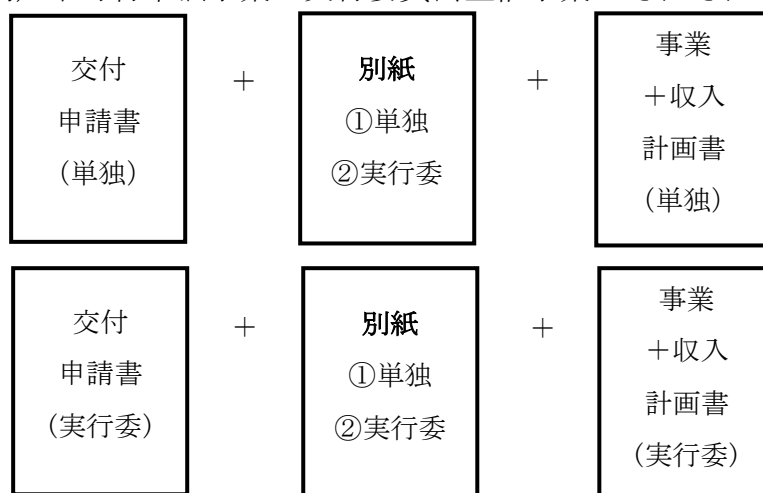 交付
申請書
(単独)
＋
別紙
①単独
②実行委
＋
事業
＋収入
計画書
(単独)
交付
申請書
(実行委)
＋
別紙
①単独
②実行委
＋
事業
＋収入
計画書
(実行委)